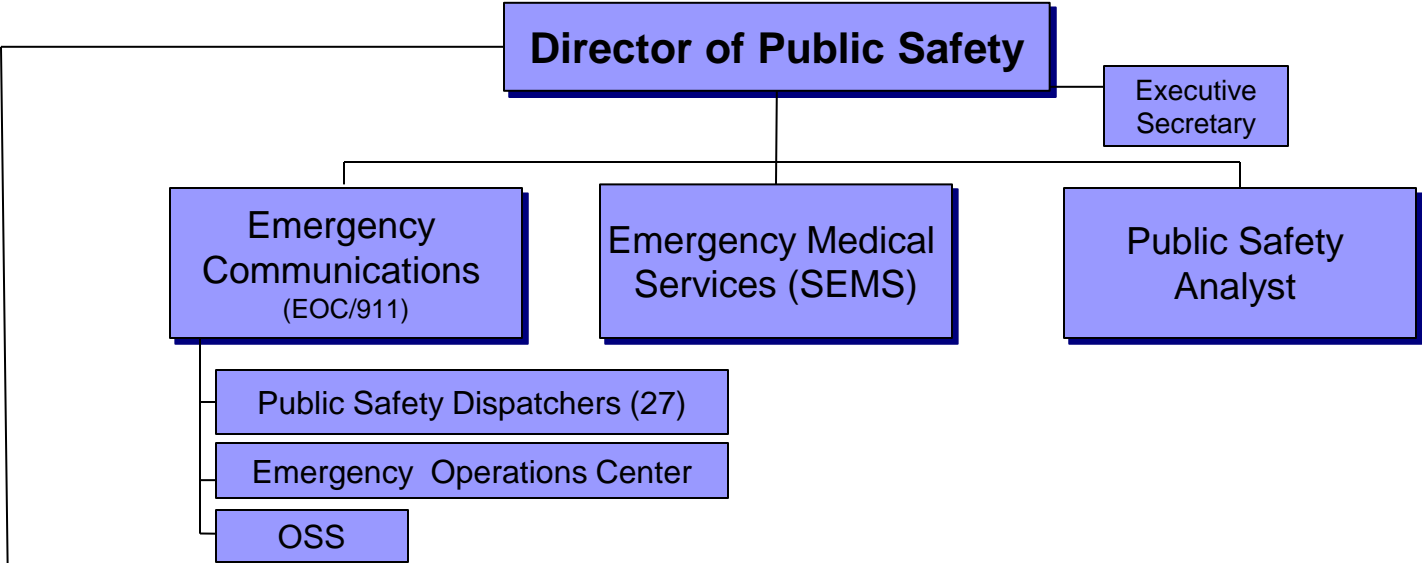 Director of Public Safety
Executive
Secretary
Emergency
Communications
(EOC/911)
Emergency Medical
Services (SEMS)
Public Safety
Analyst
Public Safety Dispatchers (27)
Emergency  Operations Center
OSS